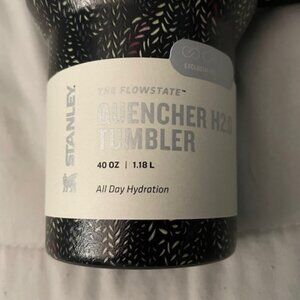 STANLEY
THE FLOWSTATE™
QUENCHER H2.0
TUMBLER
40 OZ | 1.18 L
All Day Hydration